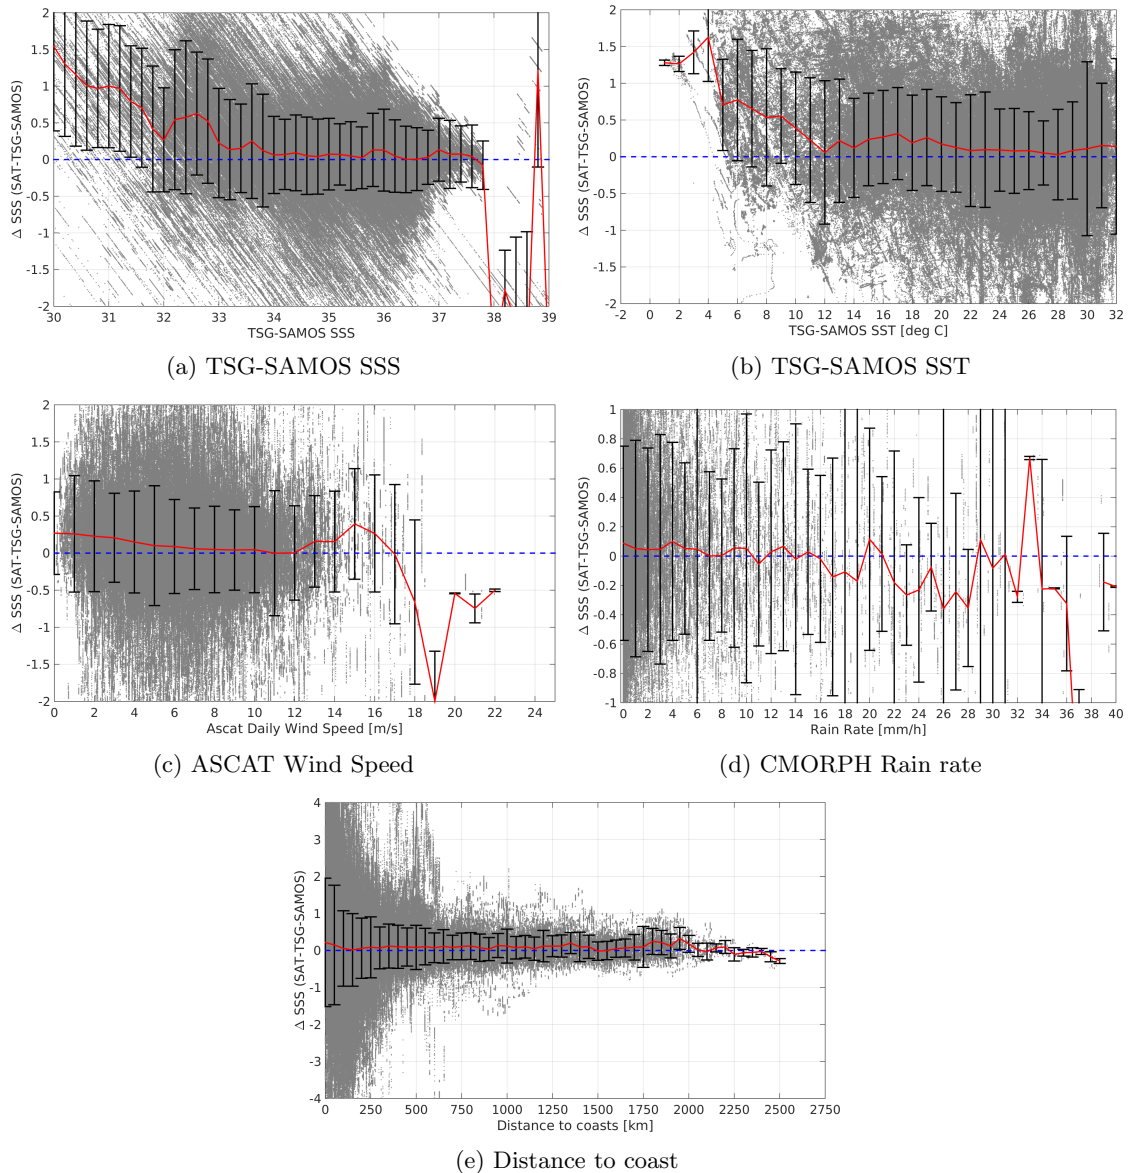 2
1.5
1
0.5
0
-0.5
-1
-1.5
-2
Δ SSS (SAT-TSG-SAMOS)
30 31 32 33 34 35 36 37 38 39
TSG-SAMOS SSS
(a) TSG-SAMOS SSS
2
1.5
1
0.5
0
-0.5
-1
-1.5
-2
Δ SSS (SAT-TSG-SAMOS)
-2 0 2 4 6 8 10 12 14 16 18 20 22 24 26 28 30 32
TSG-SAMOS SST [deg C]
(b) TSG-SAMOS SST
2
1.5
1
0.5
0
-0.5
-1
-1.5
-2
Δ SSS (SAT-TSG-SAMOS)
0 2 4 6 8 10 12 14 16 18 20 22 24
Ascat Daily Wind Speed [m/s]
(c) ASCAT Wind Speed
1
0.8
0.6
0.4
0.2
0
-0.2
-0.4
-0.6
-0.8
-1
Δ SSS (SAT-TSG-SAMOS)
0 2 4 6 8 10 12 14 16 18 20 22 24 26 28 30 32 34 36 38 40
Rain Rate [mm/h]
(d) CMORPH Rain rate
4
3
2
1
0
-1
-2
-3
-4
Δ SSS (SAT-TSG-SAMOS)
0 250 500 750 1000 1250 1500 1750 2000 2250 2500 2750
Distance to coasts [km]
(e) Distance to coast